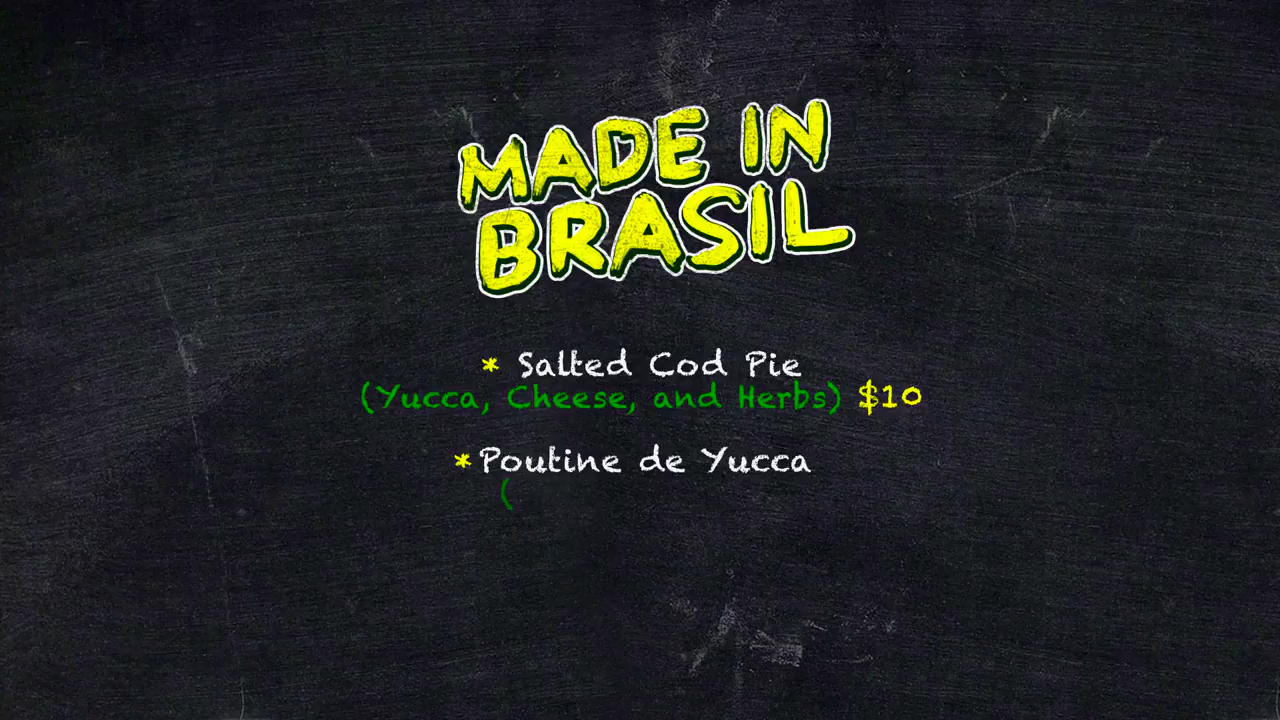 MADE IN
BRASIL
* Salted Cod Pie
(Yucca, Cheese, and Herbs) $10
* Poutine de Yucca
(